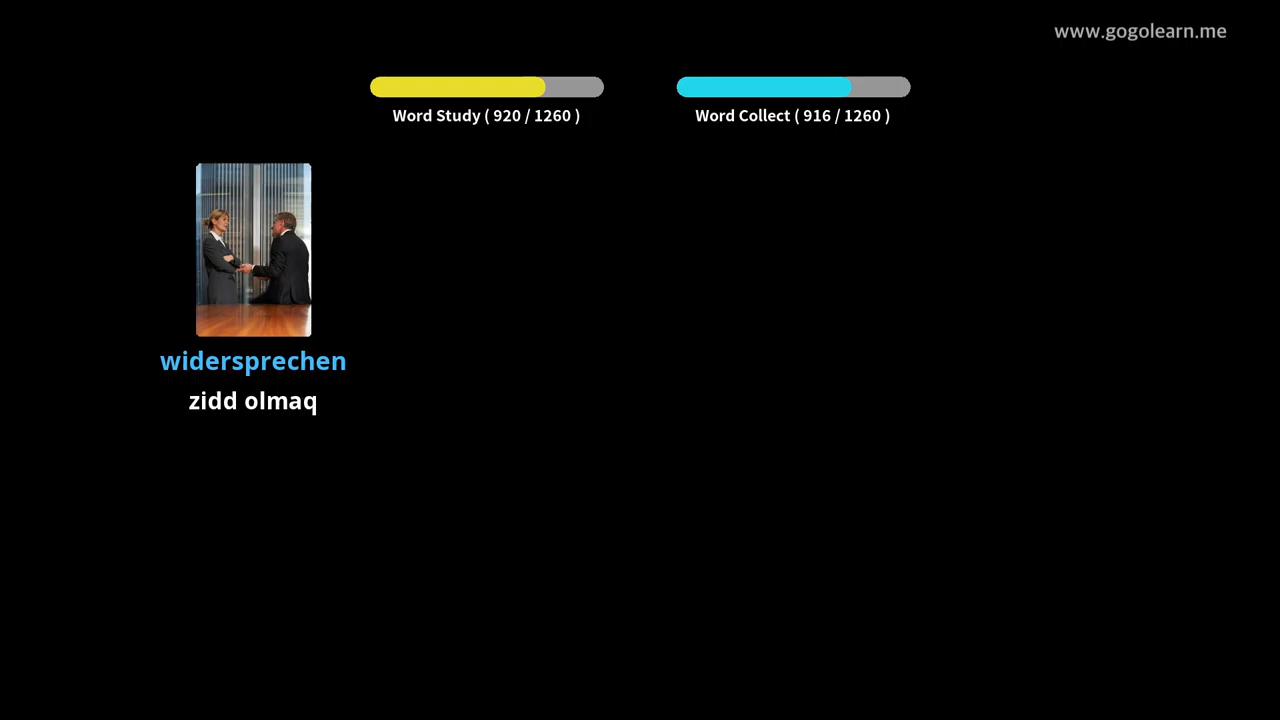 www.gogolearn.me
Word Study ( 920 / 1260 )
Word Collect ( 916 / 1260 )
widersprechen
zidd olmaq